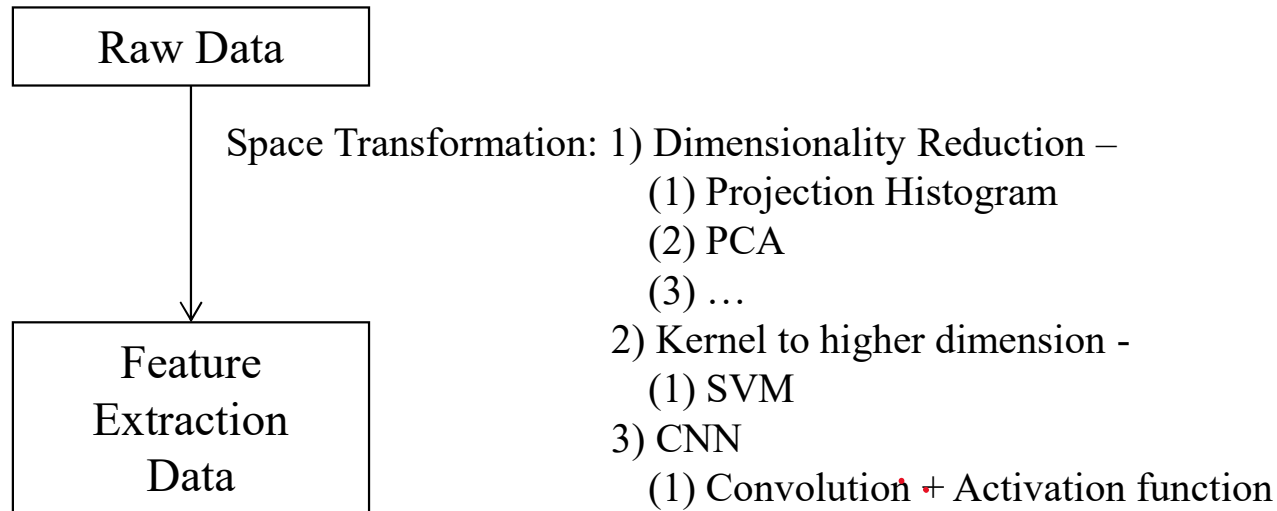 Raw Data
Space Transformation: 1) Dimensionality Reduction –
(1) Projection Histogram
(2) PCA
(3) …
2) Kernel to higher dimension -
(1) SVM
3) CNN
(1) Convolution + Activation function
Feature
Extraction
Data